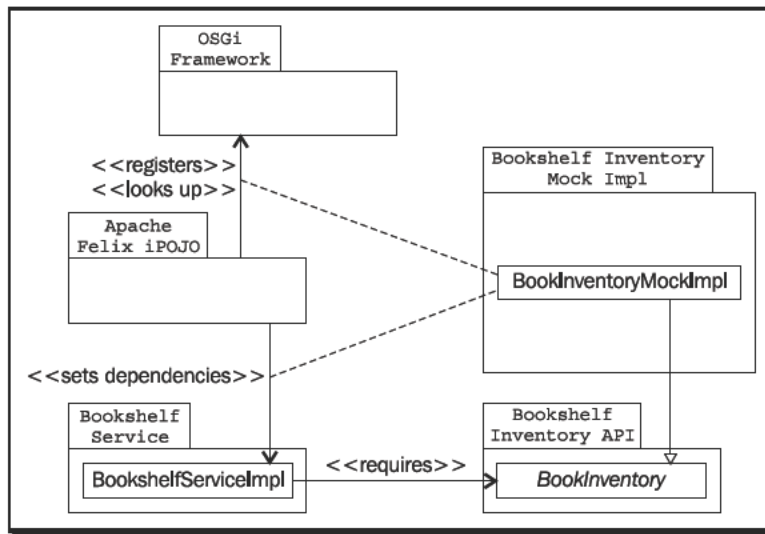 OSGi
Framework
<<registers>>
<<looks up>>
Bookshelf Inventory
Mock Impl
Apache
Felix iPOJO
BookInventoryMockImpl
<<sets dependencies>>
Bookshelf
Service
Bookshelf
Inventory API
BookshelfServiceImpl
<<requires>>
BookInventory